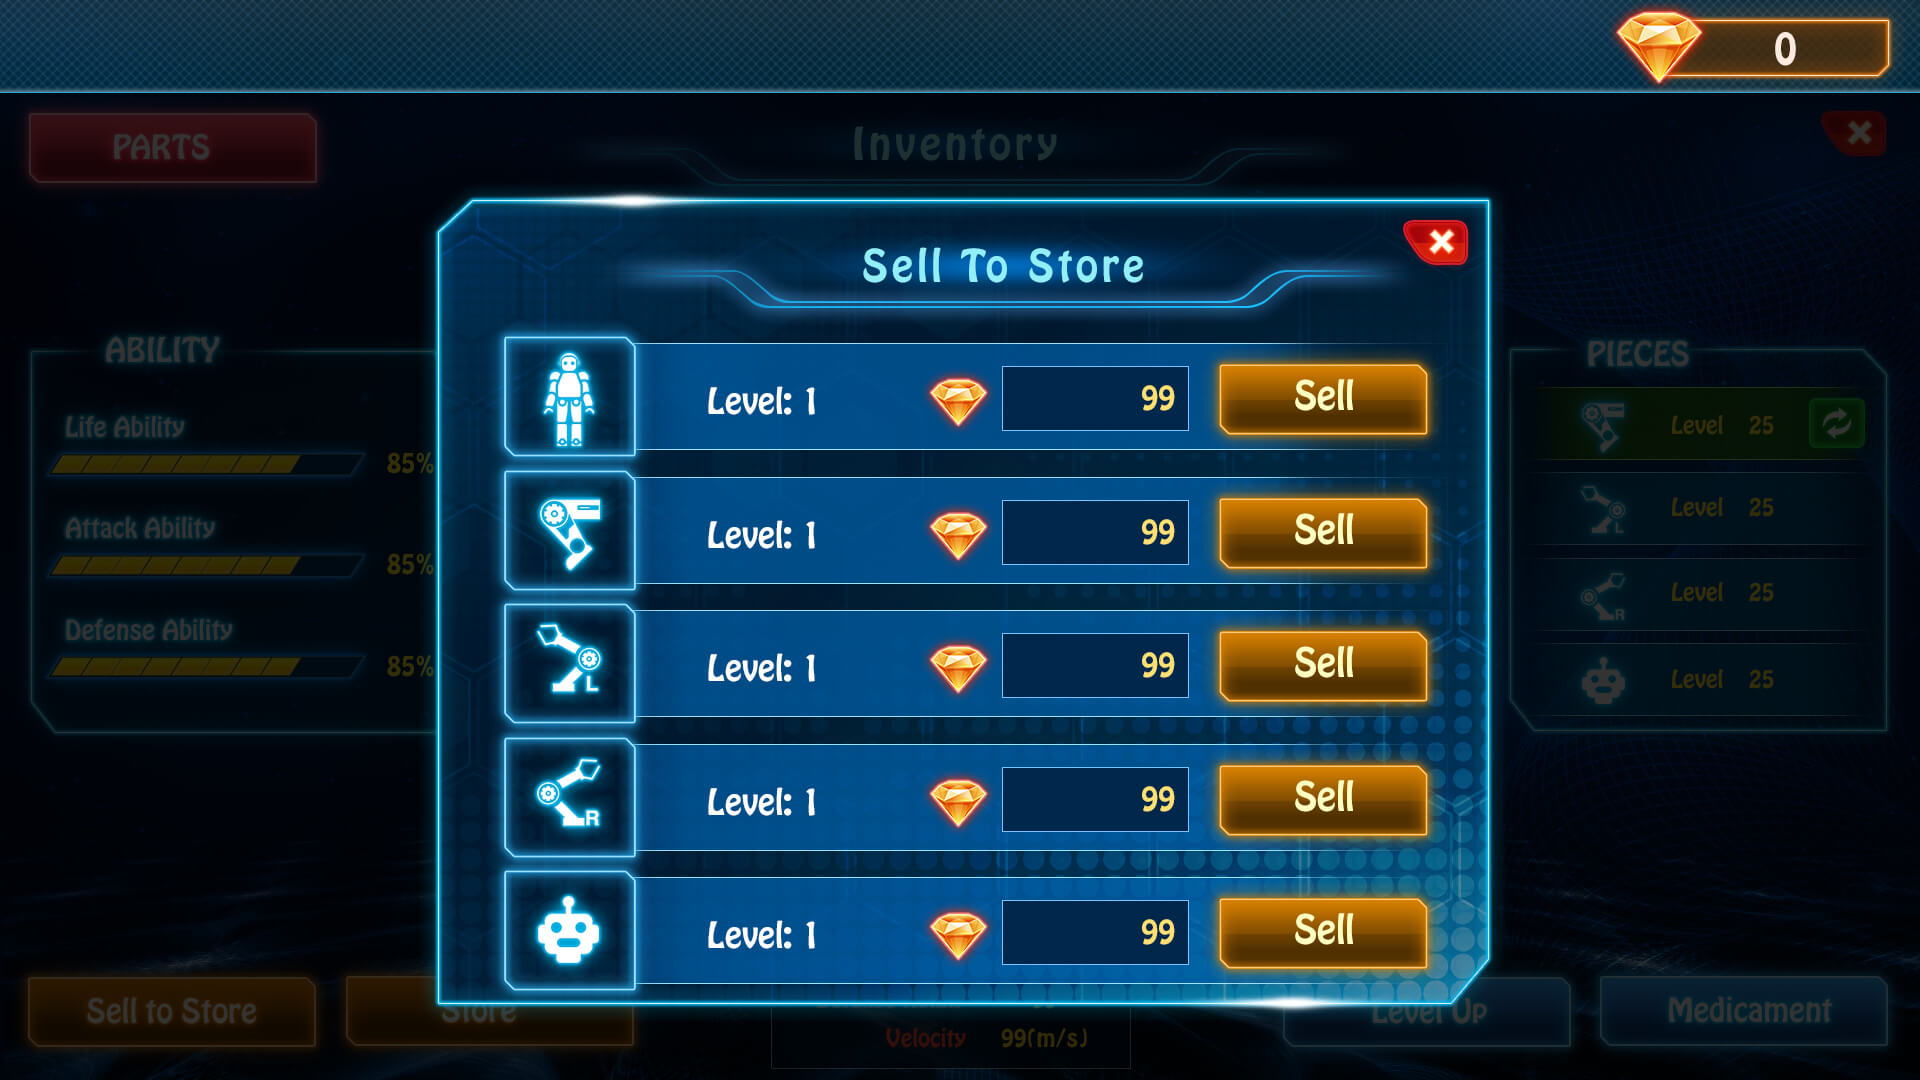 0
PARTS
Inventory
Sell To Store
Level: 1 99 Sell
Level: 1 99 Sell
L Level: 1 99 Sell
R Level: 1 99 Sell
Level: 1 99 Sell
ABILITY
Life Ability
85%
Attack Ability
85%
Defense Ability
85%
PIECES
Level 25
L Level 25
R Level 25
Level 25
Sell to Store
Store
Velocity 99(m/s)
Level Up
Medicament